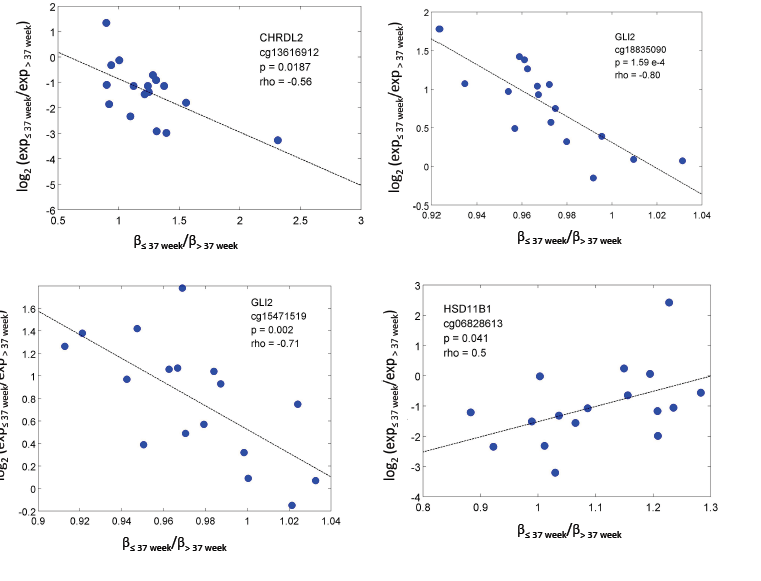 2
1
0
-1
-2
-3
-4
-5
-6
0.5 1 1.5 2 2.5 3
log2 (exp≤ 37 week/exp> 37 week)
β≤ 37 week/β> 37 week
CHRDL2
cg13616912
p = 0.0187
rho = -0.56
2
1.5
1
0.5
0
-0.5
0.92 0.94 0.96 0.98 1 1.02 1.04
log2 (exp≤ 37 week/exp> 37 week)
β≤ 37 week/β> 37 week
GLI2
cg18835090
p = 1.59 e-4
rho = -0.80
1.6
1.4
1.2
1
0.8
0.6
0.4
0.2
0
-0.2
0.9 0.92 0.94 0.96 0.98 1 1.02 1.04
log2 (exp≤ 37 week/exp> 37 week)
β≤ 37 week/β> 37 week
GLI2
cg15471519
p = 0.002
rho = -0.71
3
2
1
0
-1
-2
-3
-4
0.8 0.9 1 1.1 1.2 1.3
log2 (exp≤ 37 week/exp> 37 week)
β≤ 37 week/β> 37 week
HSD11B1
cg06828613
p = 0.041
rho = 0.5